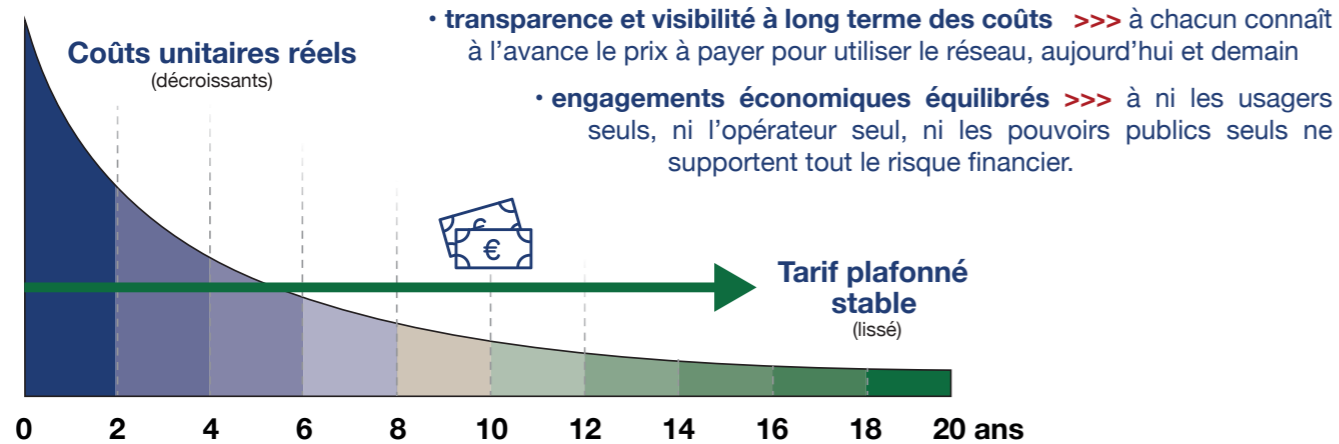 • transparence et visibilité à long terme des coûts >>> à chacun connaît
à l’avance le prix à payer pour utiliser le réseau, aujourd’hui et demain
• engagements économiques équilibrés >>> à ni les usagers
seuls, ni l’opérateur seul, ni les pouvoirs publics seuls ne
supportent tout le risque financier.
Coûts unitaires réels
(décroissants)
€
€
Tarif plafonné
stable
(lissé)
0 2 4 6 8 10 12 14 16 18 20 ans